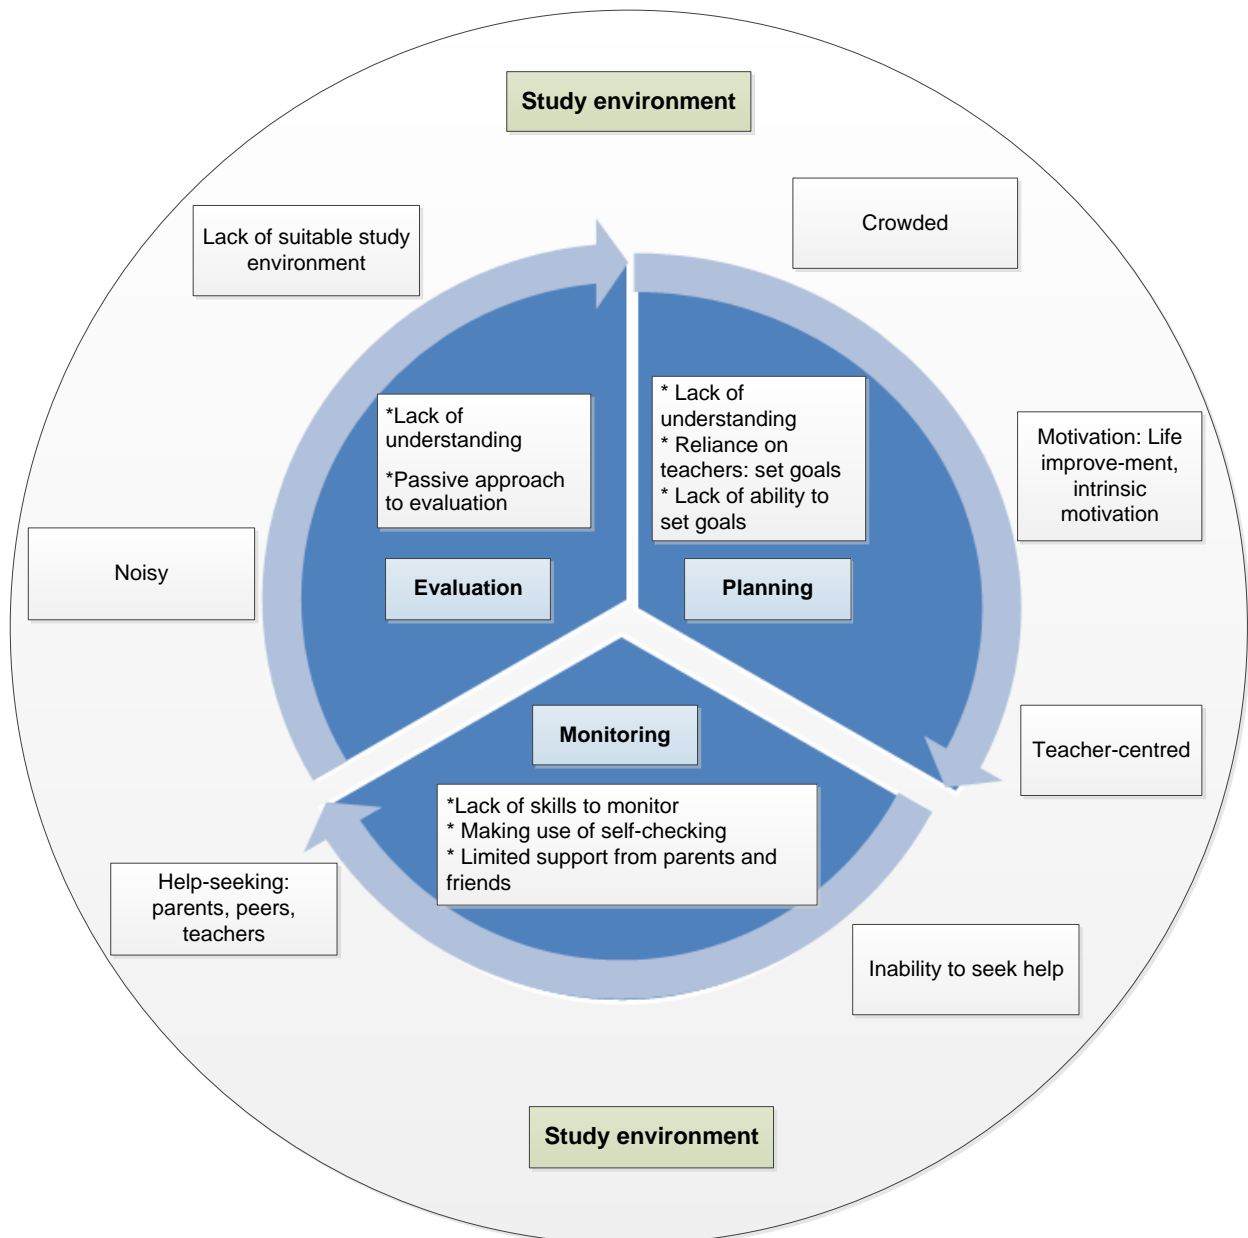 Study environment
Crowded
Lack of suitable study
environment
* Lack of
understanding
* Reliance on
teachers: set goals
* Lack of ability to
set goals
*Lack of
understanding
*Passive approach
to evaluation
Motivation: Life
improve-ment,
intrinsic
motivation
Noisy
Evaluation
Planning
Monitoring
Teacher-centred
*Lack of skills to monitor
* Making use of self-checking
* Limited support from parents and
friends
Help-seeking:
parents, peers,
teachers
Inability to seek help
Study environment